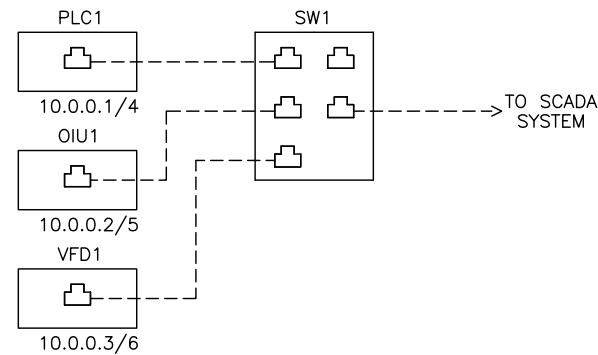 PLC1
SW1
10.0.0.1/4
TO SCADA
SYSTEM
OIU1
10.0.0.2/5
VFD1
10.0.0.3/6